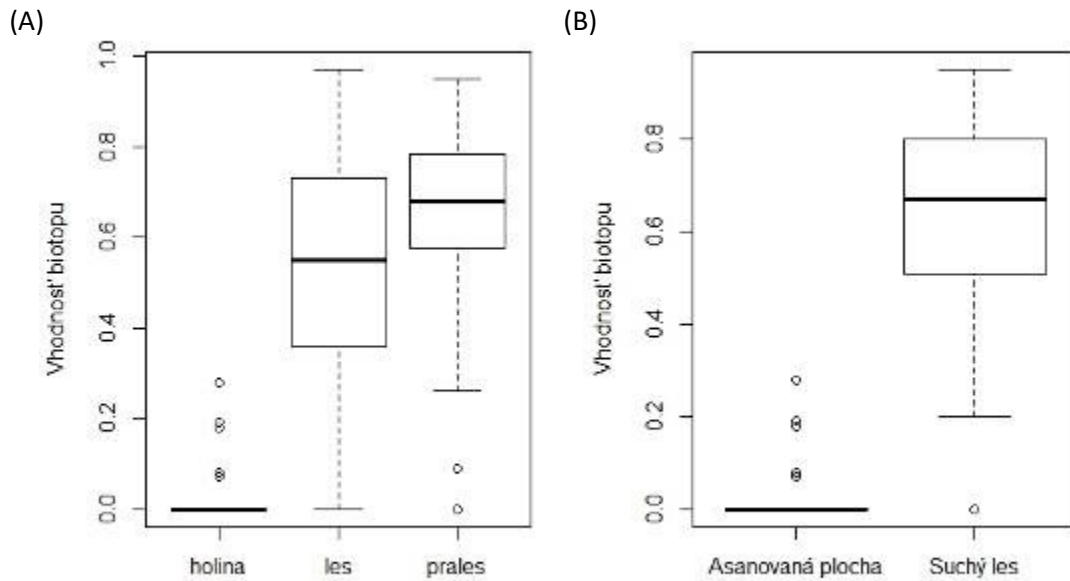 (A)
(B)
Vhodnosť biotopu
1.0
0.8
0.6
0.4
0.2
0.0
holina les prales
Vhodnosť biotopu
0.8
0.6
0.4
0.2
0.0
Asanovaná plocha Suchý les